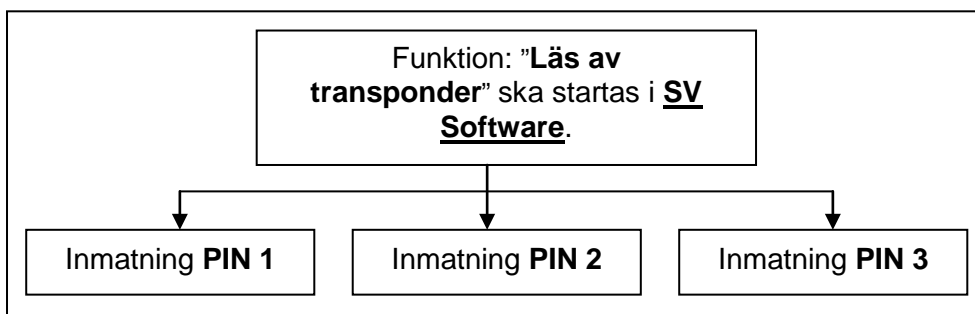 Funktion: ”Läs av
transponder” ska startas i SV
Software.
Inmatning PIN 1
Inmatning PIN 2
Inmatning PIN 3